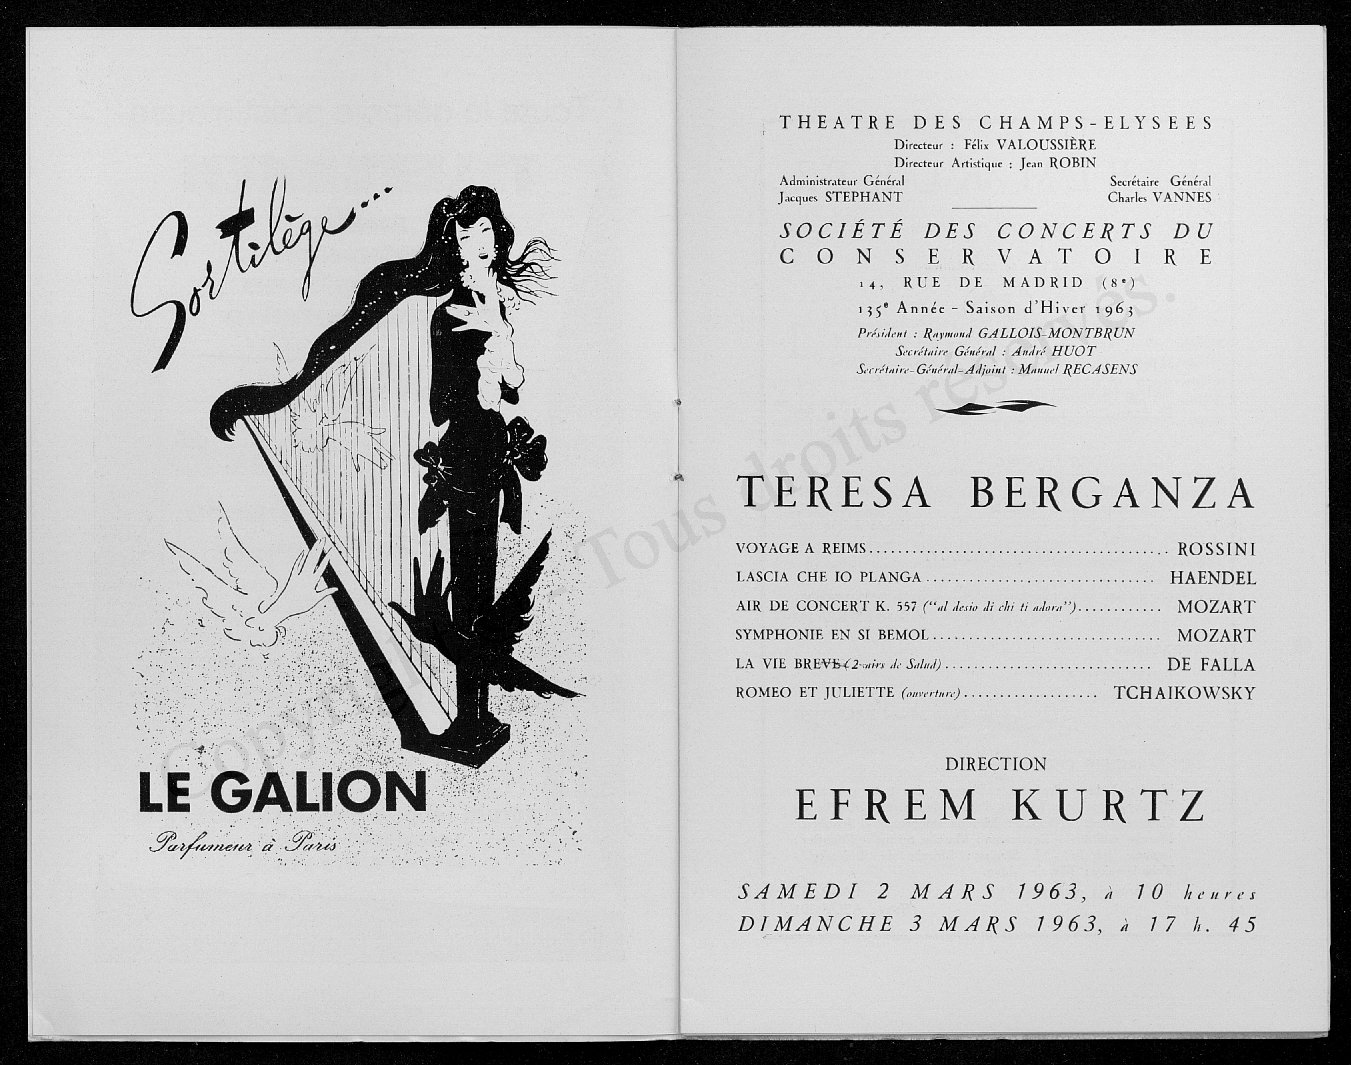 Sortilège...
LE GALION
Parfumeur à Paris
THEATRE DES CHAMPS-ELYSEES
Directeur : Félix VALOUSSIÈRE
Directeur Artistique : Jean ROBIN
Administrateur Général Secrétaire Général
Jacques STEPHANT Charles VANNES
SOCIÉTÉ DES CONCERTS DU
CONSERVATOIRE
14, RUE DE MADRID (8e)
135e Année - Saison d'Hiver 1963
Président : Raymond GALLOIS-MONTBRUN
Secrétaire Général : André HUOT
Secrétaire-Général-Adjoint : Manuel RECASENS
TERESA BERGANZA
VOYAGE A REIMS ROSSINI
LASCIA CHE IO PLANGA HAENDEL
AIR DE CONCERT K. 557 ("al desio di chi ti adora") MOZART
SYMPHONIE EN SI BEMOL MOZART
LA VIE BREVE (2 airs de Salud) DE FALLA
ROMEO ET JULIETTE (ouverture) TCHAIKOWSKY
DIRECTION
EFREM KURTZ
SAMEDI 2 MARS 1963, à 10 heures
DIMANCHE 3 MARS 1963, à 17 h. 45
Tous droits réservés.